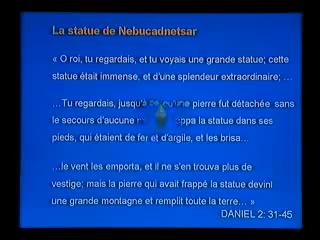 La statue de Nebucadnetsar
« O roi, tu regardais, et tu voyais une grande statue; cette
statue était immense, et d'une splendeur extraordinaire; ...
...Tu regardais, jusqu'à ce qu'une pierre fut détachée sans
le secours d'aucune frappa la statue dans ses
pieds, qui étaient de fer et d'argile, et les brisa...
...le vent les emporta, et il ne s'en trouva plus de
vestige; mais la pierre qui avait frappé la statue devint
une grande montagne et remplit toute la terre... »
DANIEL 2: 31-45